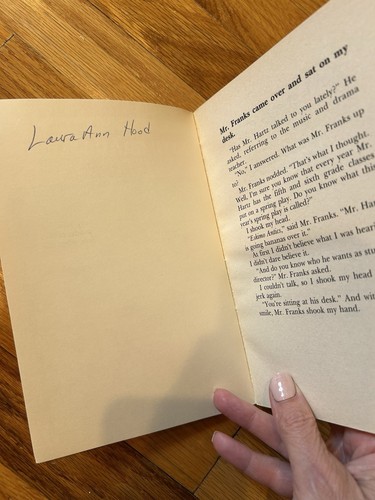 Laura Ann Hood
Mr. Franks came over and sat on my
desk.
"Has Mr. Hartz talked to you lately?" He
asked, referring to the music and drama
teacher.
"No," I answered. What was Mr. Franks up
to?
Mr. Franks nodded. "That's what I thought.
Well, I'm sure you know that every year Mr.
Hartz has the fifth and sixth grade classes
put on a spring play. Do you know what this
year's spring play is called?"
I shook my head.
"Eskimo Antics," said Mr. Franks. "Mr. Ha
is going bananas over it."
At first I didn't believe what I was hear
I didn't dare believe it.
"And do you know who he wants as stu
director?" Mr. Franks asked.
I couldn't talk, so I shook my head
jerk again.
"You're sitting at his desk." And wit
smile, Mr. Franks shook my hand.